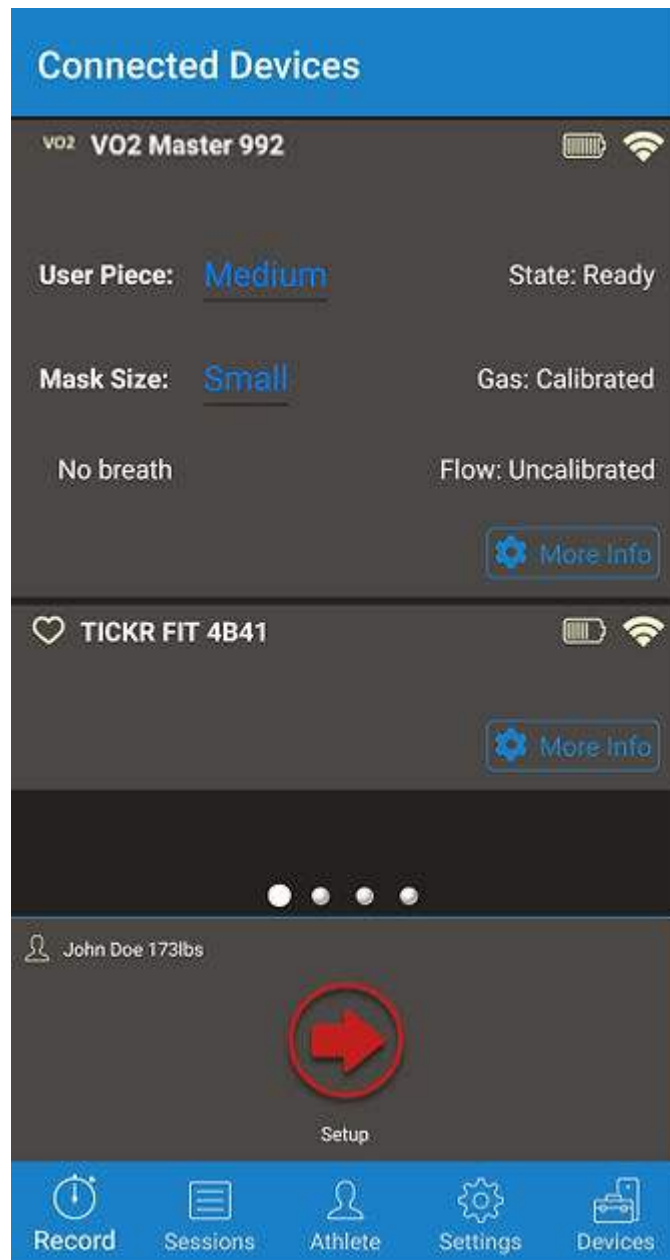 Connected Devices
VO2 VO2 Master 992
User Piece: Medium State: Ready
Mask Size: Small Gas: Calibrated
No breath Flow: Uncalibrated
More Info
TICKR FIT 4B41
More Info
John Doe 173lbs
Setup
Record Sessions Athlete Settings Devices